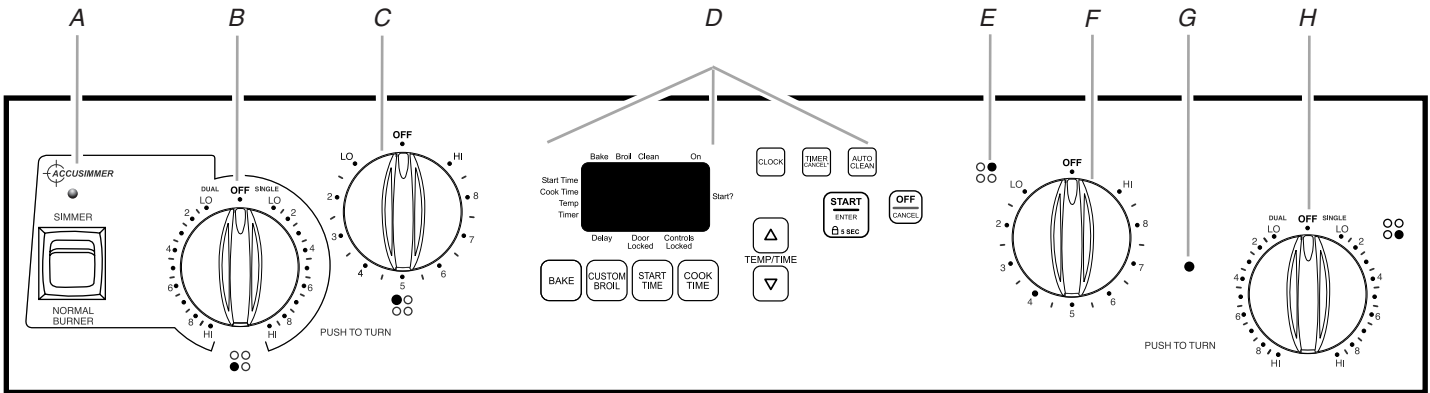 A B C D E F G H
ACCUSIMMER
SIMMER
NORMAL
BURNER
DUAL OFF SINGLE
LO LO
2 2
4 4
6 6
8 8
HI HI
OFF
LO HI
2 8
3 7
4 6
5
PUSH TO TURN
Bake Broil Clean On
Start Time
Cook Time
Temp
Timer
Start?
Delay Door Locked Controls Locked
BAKE
CUSTOM
BROIL
START
TIME
COOK
TIME
CLOCK
TIMER
CANCEL*
AUTO
CLEAN
START
ENTER
5 SEC
OFF
CANCEL
TEMP/TIME
OFF
LO HI
2 8
3 7
4 6
5
PUSH TO TURN
DUAL OFF SINGLE
LO LO
2 2
4 4
6 6
8 8
HI HI